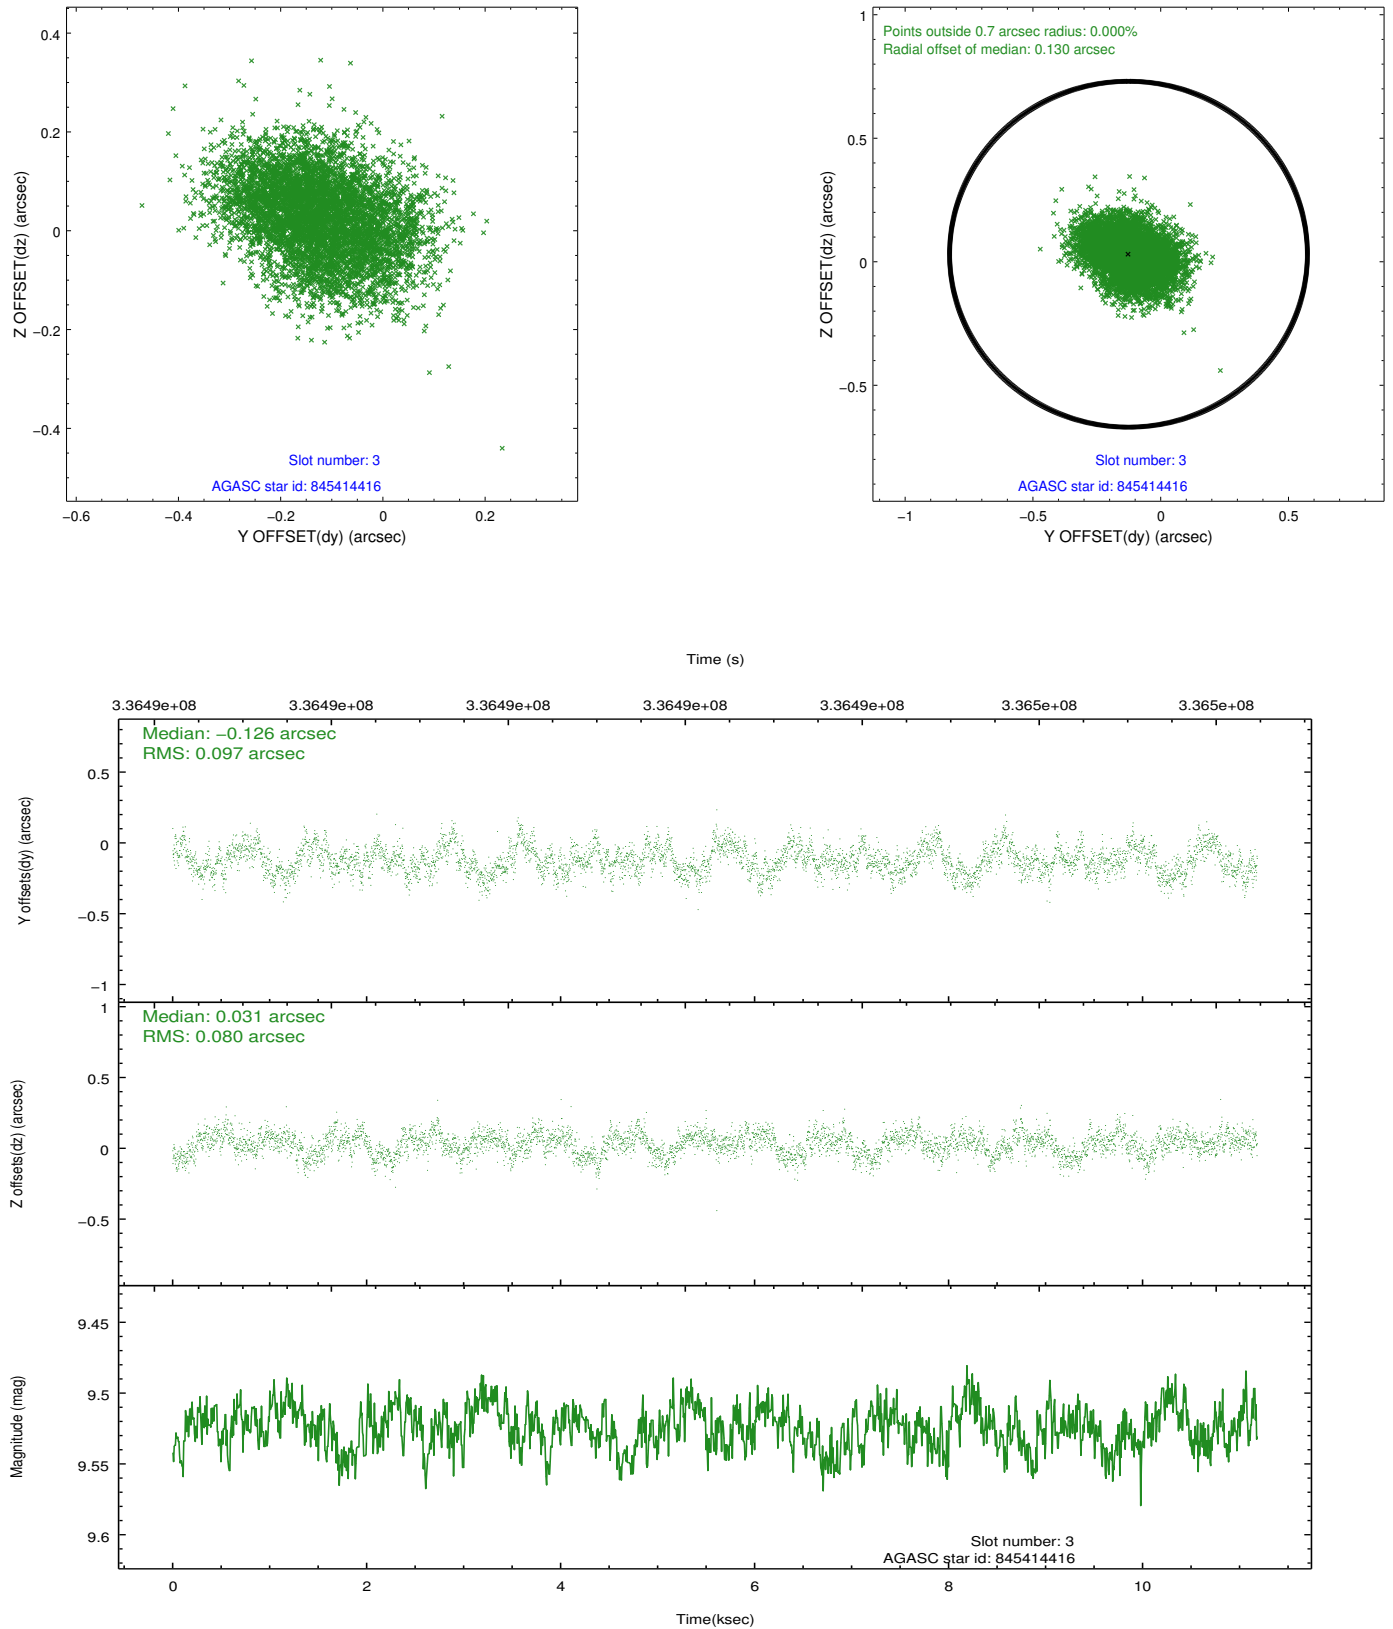 0.4
0.2
0
−0.2
−0.4
Z OFFSET(dz) (arcsec)
Slot number: 3
AGASC star id: 845414416
−0.6 −0.4 −0.2 0 0.2
Y OFFSET(dy) (arcsec)
1
0.5
0
−0.5
Z OFFSET(dz) (arcsec)
Points outside 0.7 arcsec radius: 0.000%
Radial offset of median: 0.130 arcsec
Slot number: 3
AGASC star id: 845414416
−1 −0.5 0 0.5
Y OFFSET(dy) (arcsec)
Time (s)
3.3649e+08 3.3649e+08 3.3649e+08 3.3649e+08 3.3649e+08 3.365e+08 3.365e+08
Median: −0.126 arcsec
RMS: 0.097 arcsec
0.5
0
−0.5
−1
Y offsets(dy) (arcsec)
Median: 0.031 arcsec
RMS: 0.080 arcsec
1
0.5
0
−0.5
Z offsets(dz) (arcsec)
9.45
9.5
9.55
9.6
Magnitude (mag)
Slot number: 3
AGASC star id: 845414416
0 2 4 6 8 10
Time(ksec)